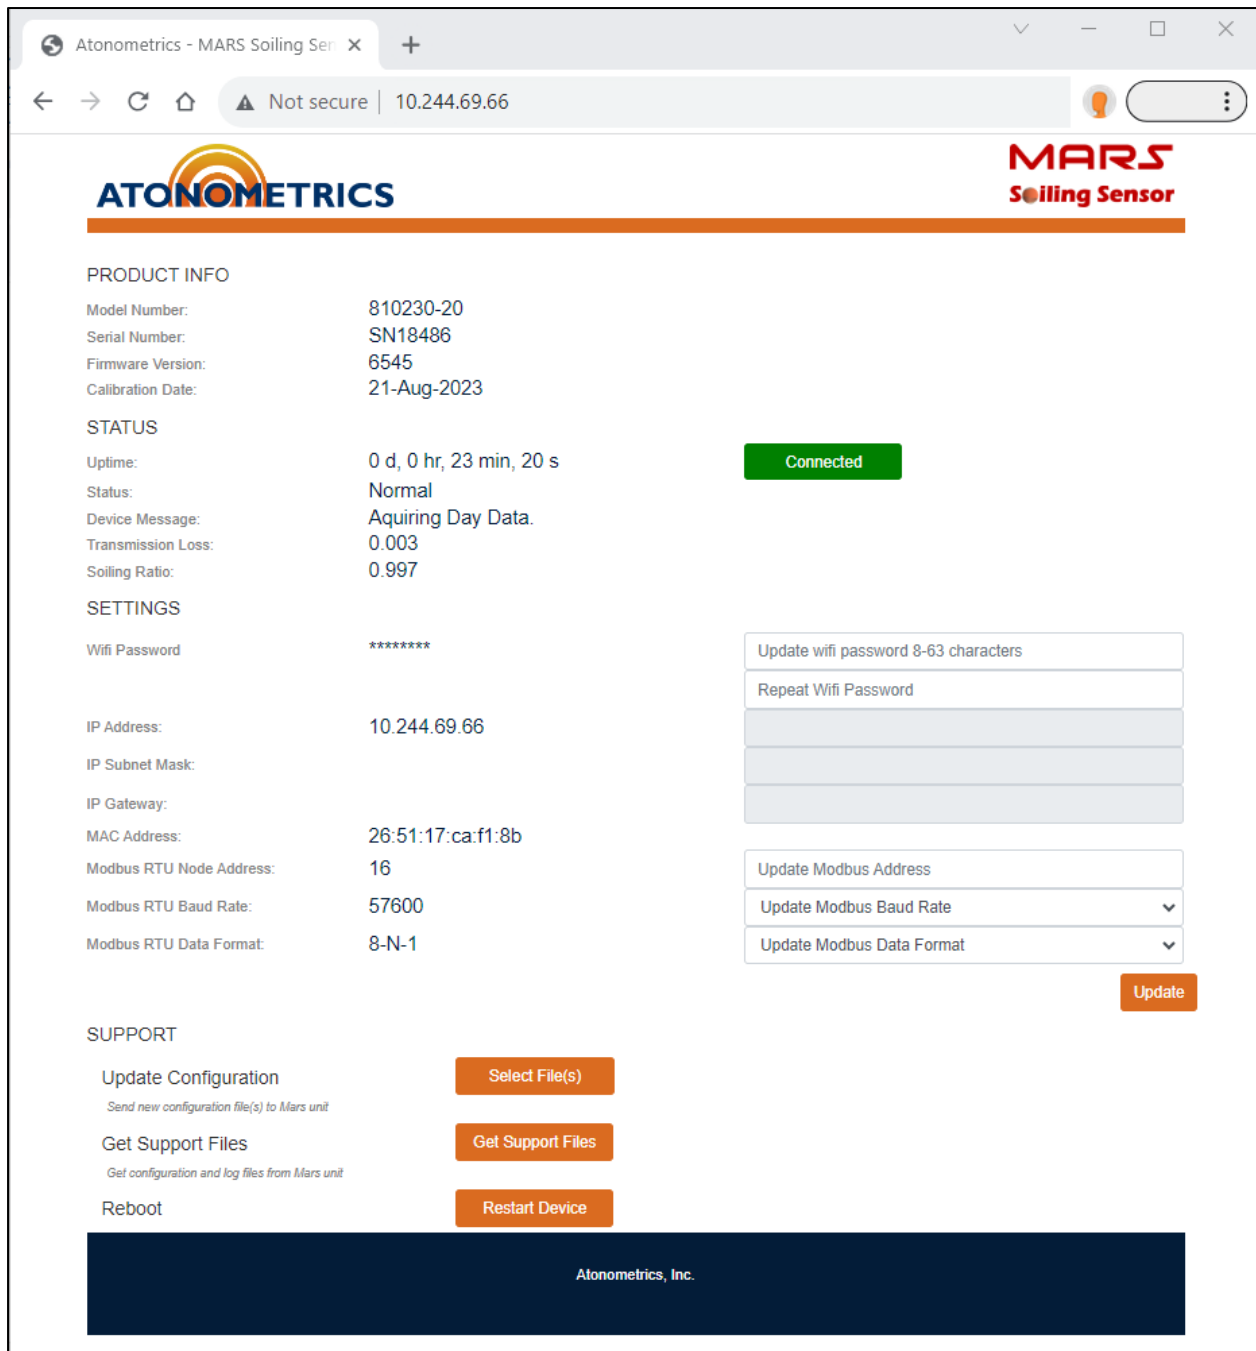 Atonometrics - MARS Soiling Ser
Not secure | 10.244.69.66
ATONOMETRICS
MARS
Soiling Sensor
PRODUCT INFO
Model Number: 810230-20
Serial Number: SN18486
Firmware Version: 6545
Calibration Date: 21-Aug-2023
STATUS
Uptime: 0 d, 0 hr, 23 min, 20 s Connected
Status: Normal
Device Message: Aquiring Day Data.
Transmission Loss: 0.003
Soiling Ratio: 0.997
SETTINGS
Wifi Password ******** Update wifi password 8-63 characters
Repeat Wifi Password
IP Address: 10.244.69.66
IP Subnet Mask:
IP Gateway:
MAC Address: 26:51:17:ca:f1:8b
Modbus RTU Node Address: 16 Update Modbus Address
Modbus RTU Baud Rate: 57600 Update Modbus Baud Rate
Modbus RTU Data Format: 8-N-1 Update Modbus Data Format
Update
SUPPORT
Update Configuration Select File(s)
Send new configuration file(s) to Mars unit
Get Support Files Get Support Files
Get configuration and log files from Mars unit
Reboot Restart Device
Atonometrics, Inc.